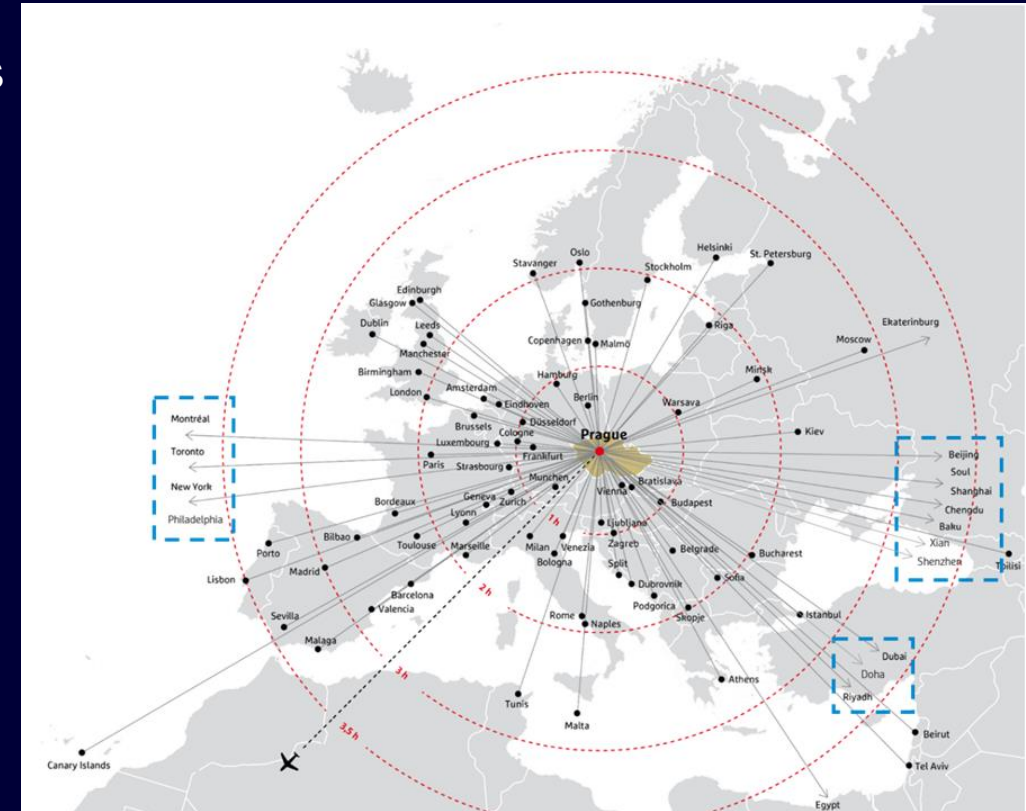 s
Oslo
Helsinki
St. Petersburg
Stavanger
Stockholm
Edinburgh
Glasgow
Gothenburg
Dublin
Leeds
Riga
Ekaterinburg
Copenhagen
Malmö
Moscow
Manchester
Birmingham
Hamburg
Minsk
Amsterdam
London
Eindhoven
Berlin
Warsava
Montréal
Brussels
Düsseldorf
Cologne
Prague
Kiev
Luxembourg
Toronto
Paris
Frankfurt
Beijing
Strasbourg
Soul
New York
Munchen
Bratislava
Vienna
Shanghai
Geneva
Zurich
Budapest
Bordeaux
Lyonn
Chengdu
Philadelphia
1 h
Ljubljana
Baku
Bilbao
Toulouse
Marseille
Milan
Venezia
Zagreb
Xian
Porto
Bologna
Belgrade
Bucharest
Shenzhen
Tbilisi
Split
Madrid
Lisbon
Sofia
2 h
Dubrovnik
Barcelona
Podgorica
Valencia
Rome
Naples
Skopje
Istanbul
Sevilla
Malaga
Dubai
3 h
Doha
Athens
Riyadh
Tunis
Malta
3,5 h
Beirut
Canary Islands
Tel Aviv
Egypt